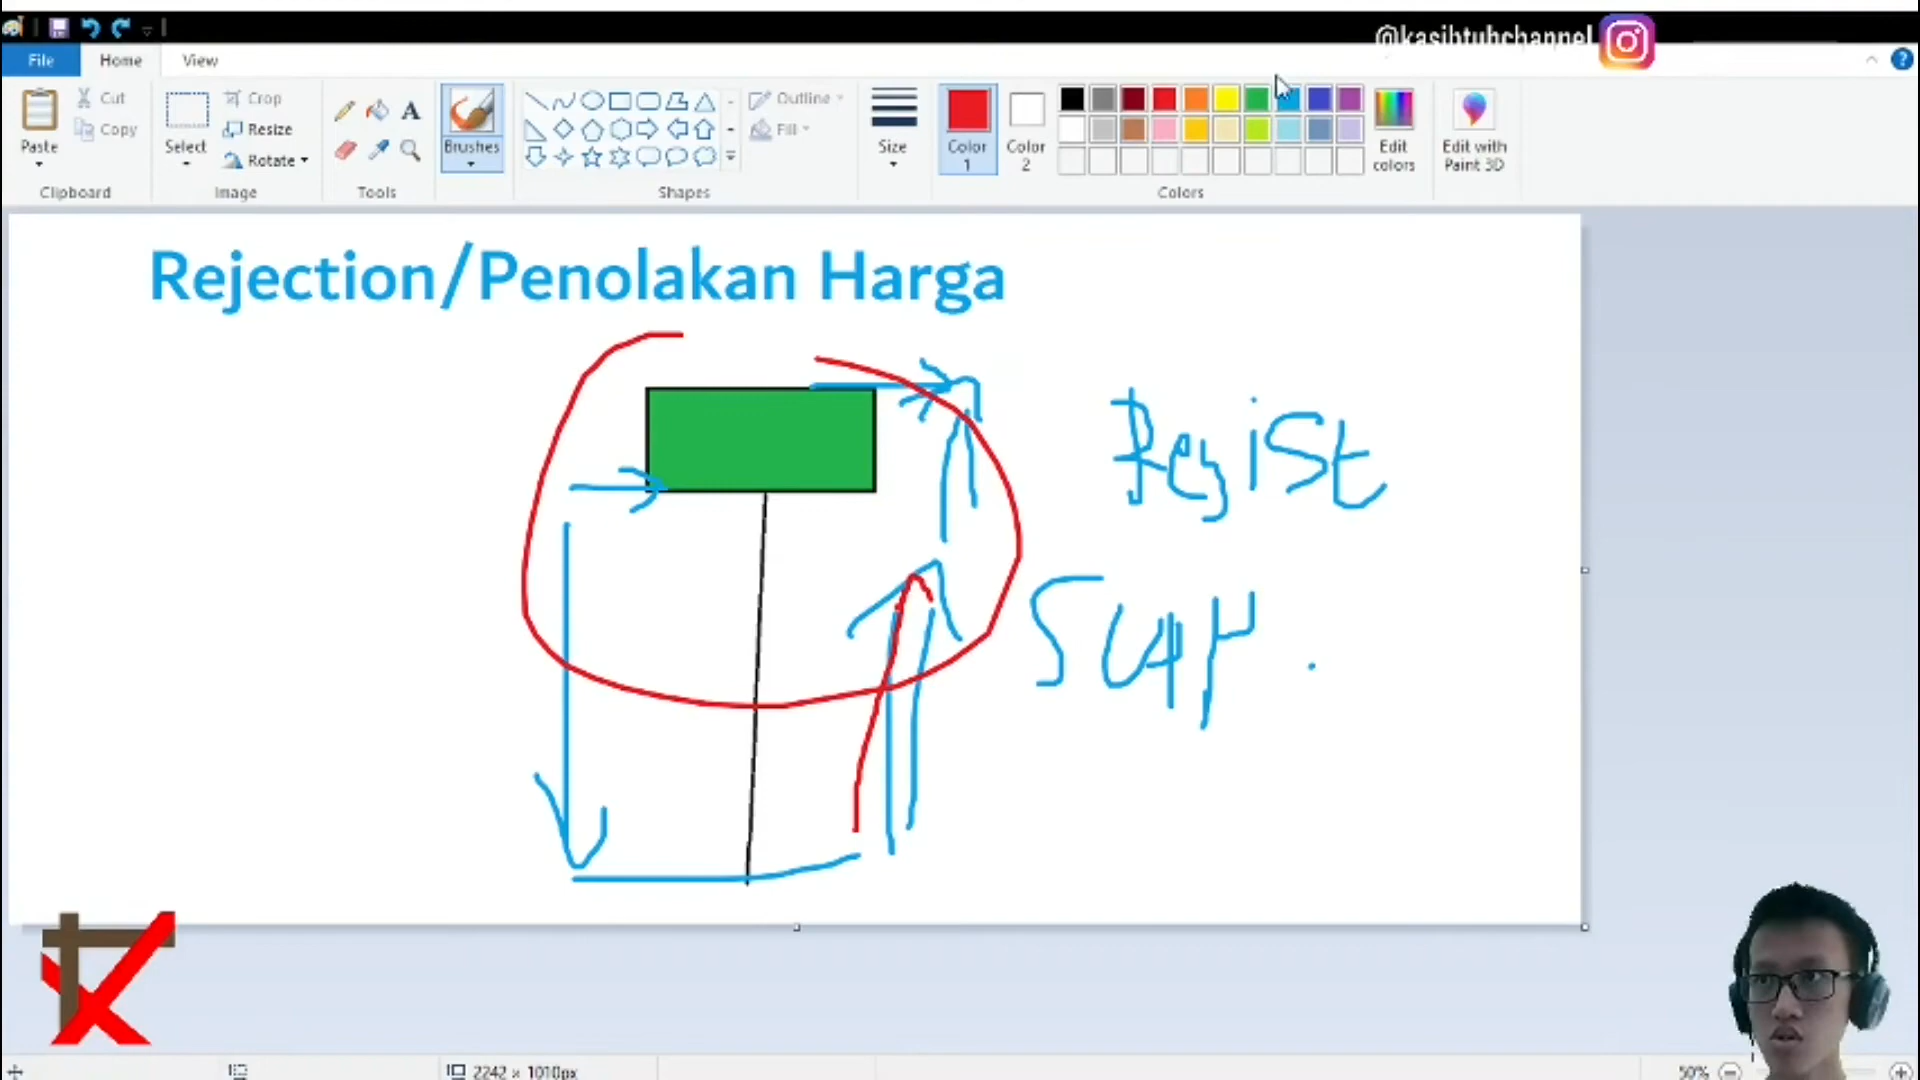 @kasihtuhchannel
File Home View
Paste
Cut
Copy
Clipboard
Select
Crop
Resize
Rotate
Image
A
Tools
Brushes
Outline
Fill
Shapes
Size
Color 1
Color 2
Edit colors
Colors
Edit with Paint 3D
Rejection/Penolakan Harga
Resist
Supp
2242 × 1010px
50%